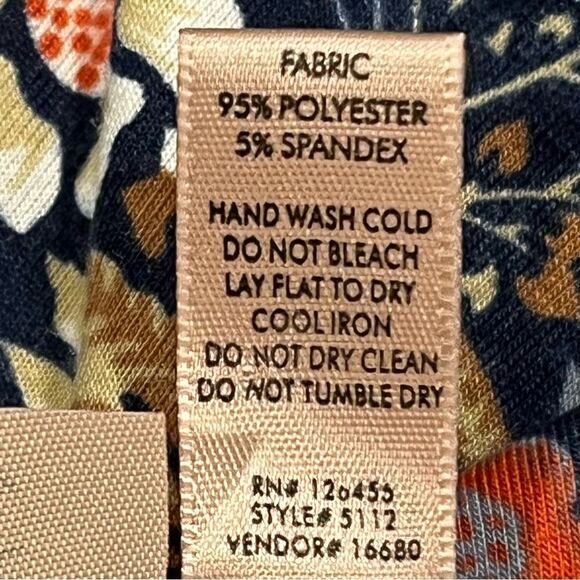 FABRIC
95% POLYESTER
5% SPANDEX
HAND WASH COLD
DO NOT BLEACH
LAY FLAT TO DRY
COOL IRON
DO NOT DRY CLEAN
DO NOT TUMBLE DRY
RN# 126455
STYLE# 5112
VENDOR# 16680